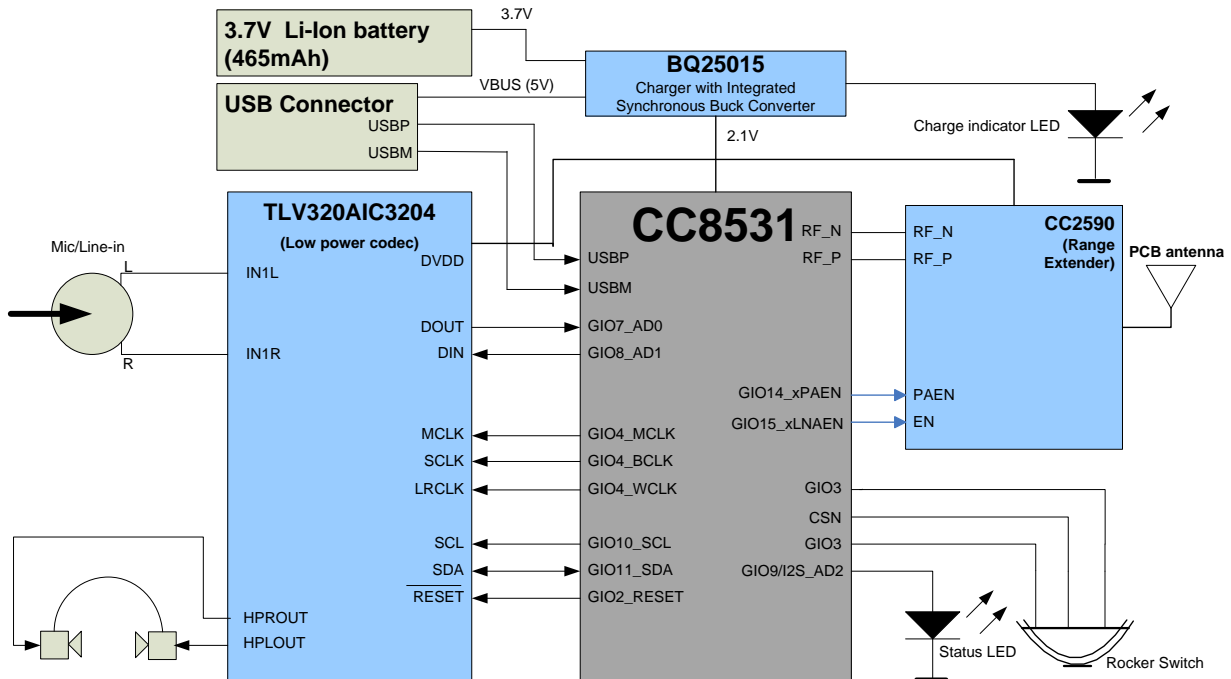 3.7V Li-Ion battery
(465mAh)
3.7V
BQ25015
Charger with Integrated
Synchronous Buck Converter
VBUS (5V)
USB Connector
USBP
USBM
2.1V
Charge indicator LED
TLV320AIC3204
(Low power codec)
DVDD
IN1L
IN1R
DOUT
DIN
MCLK
SCLK
LRCLK
SCL
SDA
RESET
HPROUT
HPLOUT
Mic/Line-in
L
R
CC8531
USBP
USBM
GIO7_AD0
GIO8_AD1
GIO4_MCLK
GIO4_BCLK
GIO4_WCLK
GIO10_SCL
GIO11_SDA
GIO2_RESET
RF_N
RF_P
GIO14_xPAEN
GIO15_xLNAEN
GIO3
CSN
GIO3
GIO9/I2S_AD2
RF_N
RF_P
CC2590
(Range
Extender)
PAEN
EN
PCB antenna
Status LED
Rocker Switch